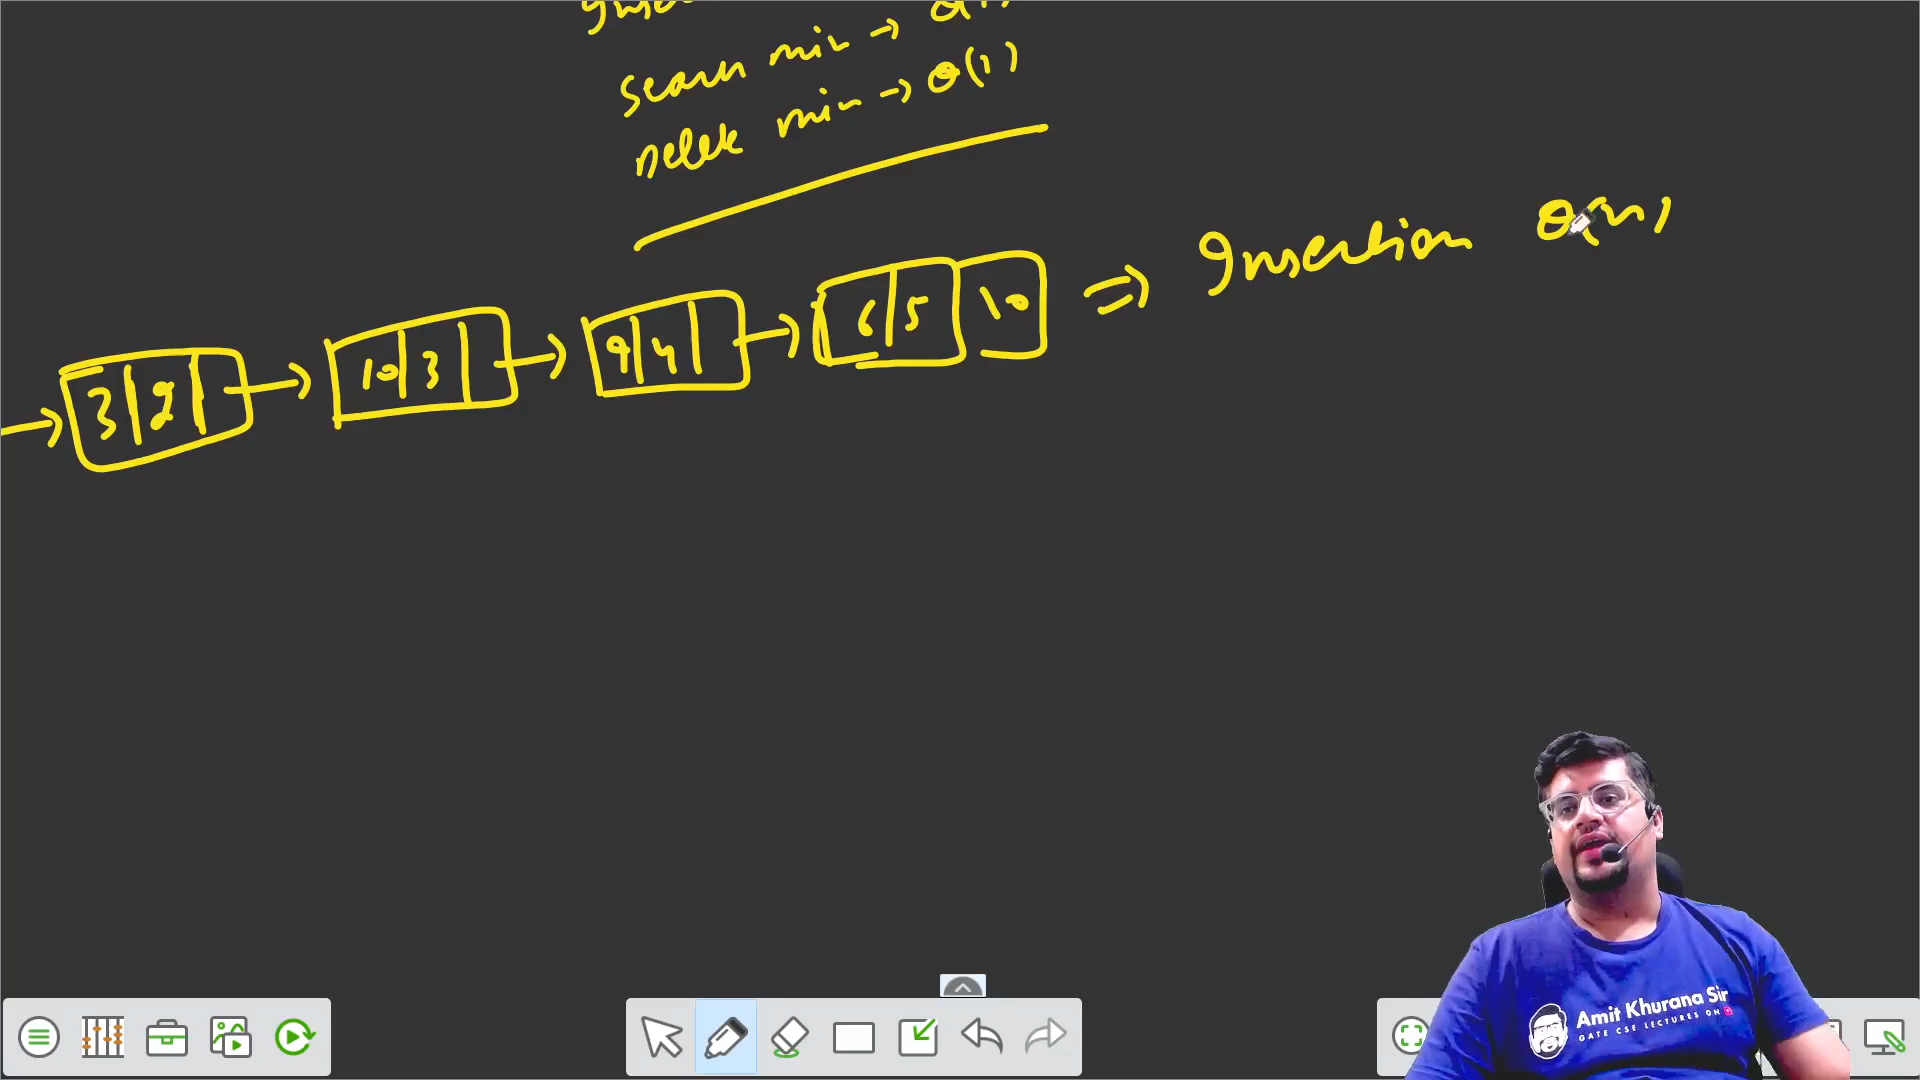 search min → O(1)
Delete min → O(1)
3 | 2 | → 10 | 3 | → 9 | 4 | → 6 | 5 | 10 ⇒ Insertion O(n)
Amit Khurana Sir
GATE CSE LECTURES ON